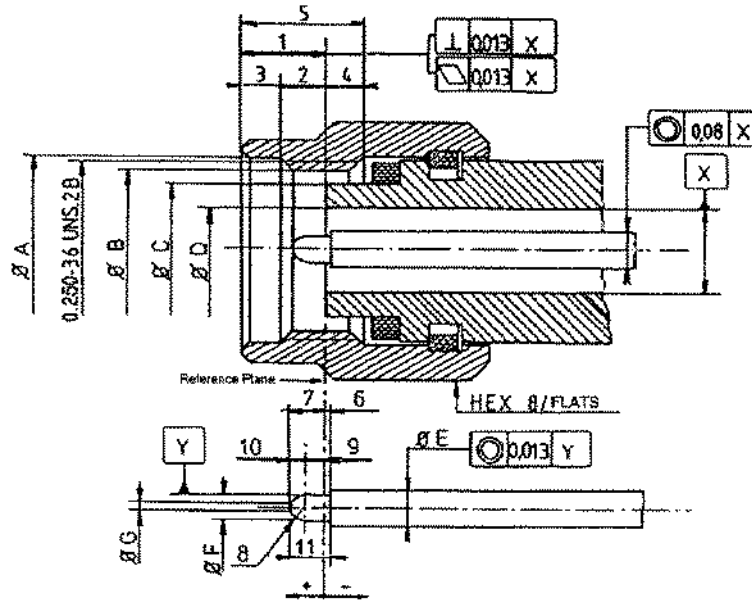 5
1
⊥ 0,013 X
▱ 0,013 X
3 2 4
◎ 0,08 X
X
Ø A
0.250-36 UNS.2B
Ø B
Ø C
Ø D
Reference Plane
7 6
HEX 8/FLATS
10 9
Y
Ø E
◎ 0,013 Y
Ø G
Ø F
8
11
+ -